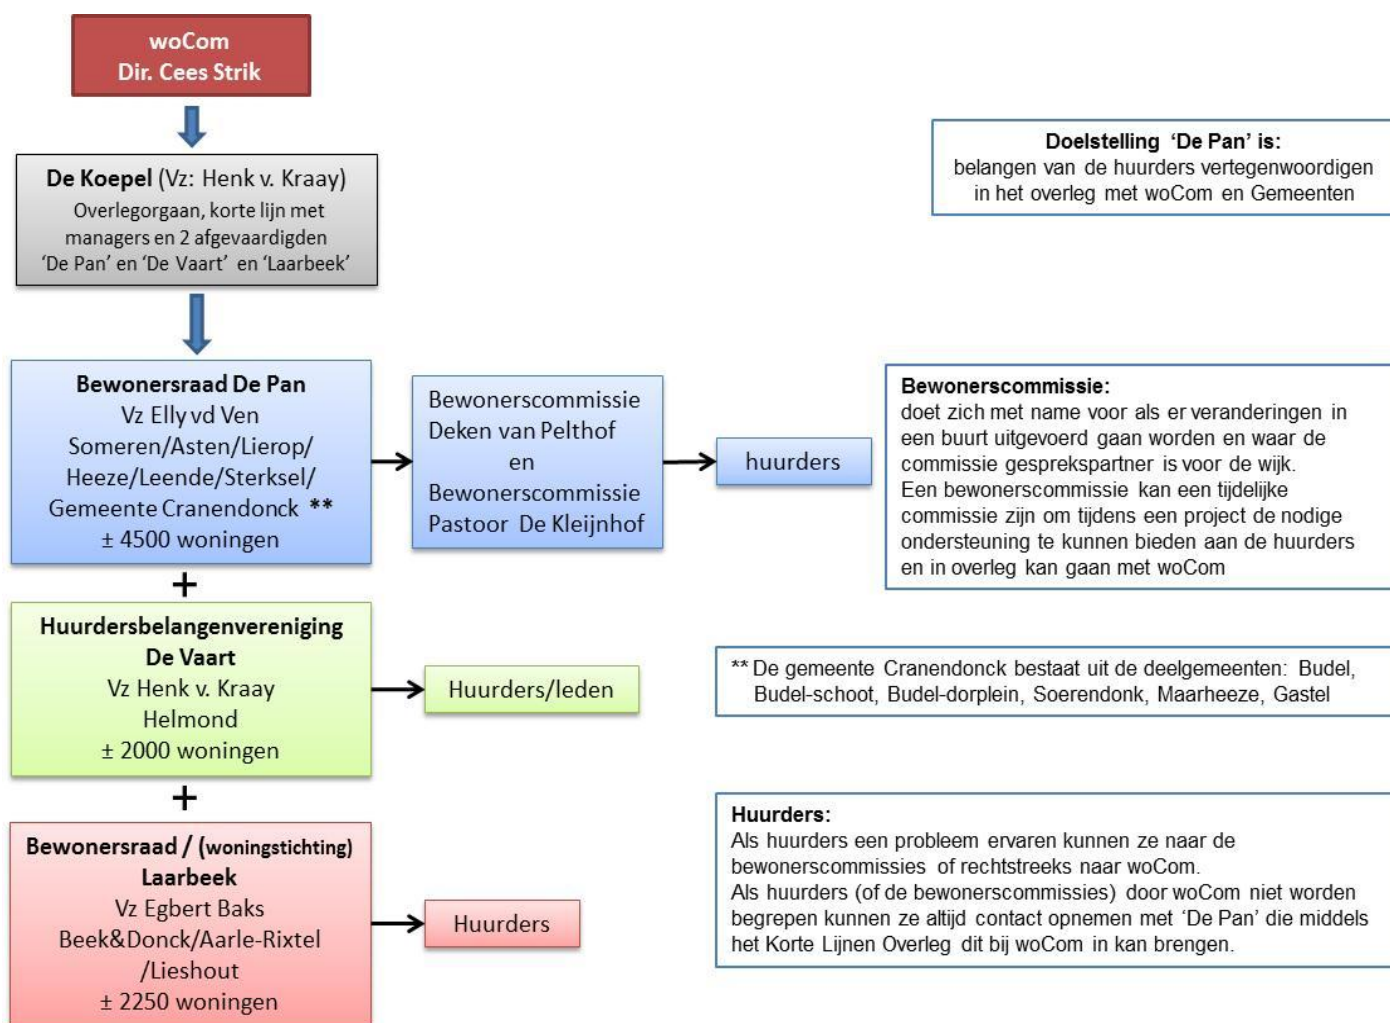 woCom
Dir. Cees Strik
De Koepel (Vz: Henk v. Kraay)
Overlegorgaan, korte lijn met
managers en 2 afgevaardigden
‘De Pan’ en ‘De Vaart’ en ‘Laarbeek’
Doelstelling ‘De Pan’ is:
belangen van de huurders vertegenwoordigen
in het overleg met woCom en Gemeenten
Bewonersraad De Pan
Vz Elly vd Ven
Someren/Asten/Lierop/
Heeze/Leende/Sterksel/
Gemeente Cranendonck **
± 4500 woningen
Bewonerscommissie
Deken van Pelthof
en
Bewonerscommissie
Pastoor De Kleijnhof
huurders
Bewonerscommissie:
doet zich met name voor als er veranderingen in
een buurt uitgevoerd gaan worden en waar de
commissie gesprekspartner is voor de wijk.
Een bewonerscommissie kan een tijdelijke
commissie zijn om tijdens een project de nodige
ondersteuning te kunnen bieden aan de huurders
en in overleg kan gaan met woCom
+
Huurdersbelangenvereniging
De Vaart
Vz Henk v. Kraay
Helmond
± 2000 woningen
Huurders/leden
** De gemeente Cranendonck bestaat uit de deelgemeenten: Budel,
Budel-schoot, Budel-dorplein, Soerendonk, Maarheeze, Gastel
+
Bewonersraad / (woningstichting)
Laarbeek
Vz Egbert Baks
Beek&Donck/Aarle-Rixtel
/Lieshout
± 2250 woningen
Huurders
Huurders:
Als huurders een probleem ervaren kunnen ze naar de
bewonerscommissies of rechtstreeks naar woCom.
Als huurders (of de bewonerscommissies) door woCom niet worden
begrepen kunnen ze altijd contact opnemen met ‘De Pan’ die middels
het Korte Lijnen Overleg dit bij woCom in kan brengen.